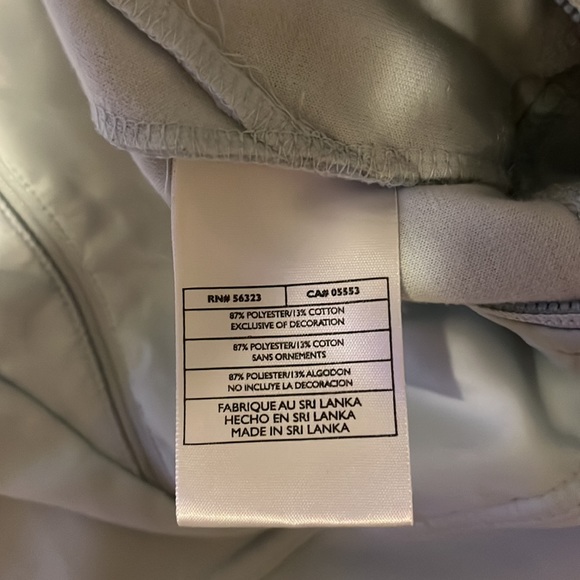 RN# 56323 CA# 05553
87% POLYESTER/13% COTTON
EXCLUSIVE OF DECORATION
87% POLYESTER/13% COTON
SANS ORNEMENTS
87% POLIESTER/13% ALGODON
NO INCLUYE LA DECORACION
FABRIQUE AU SRI LANKA
HECHO EN SRI LANKA
MADE IN SRI LANKA